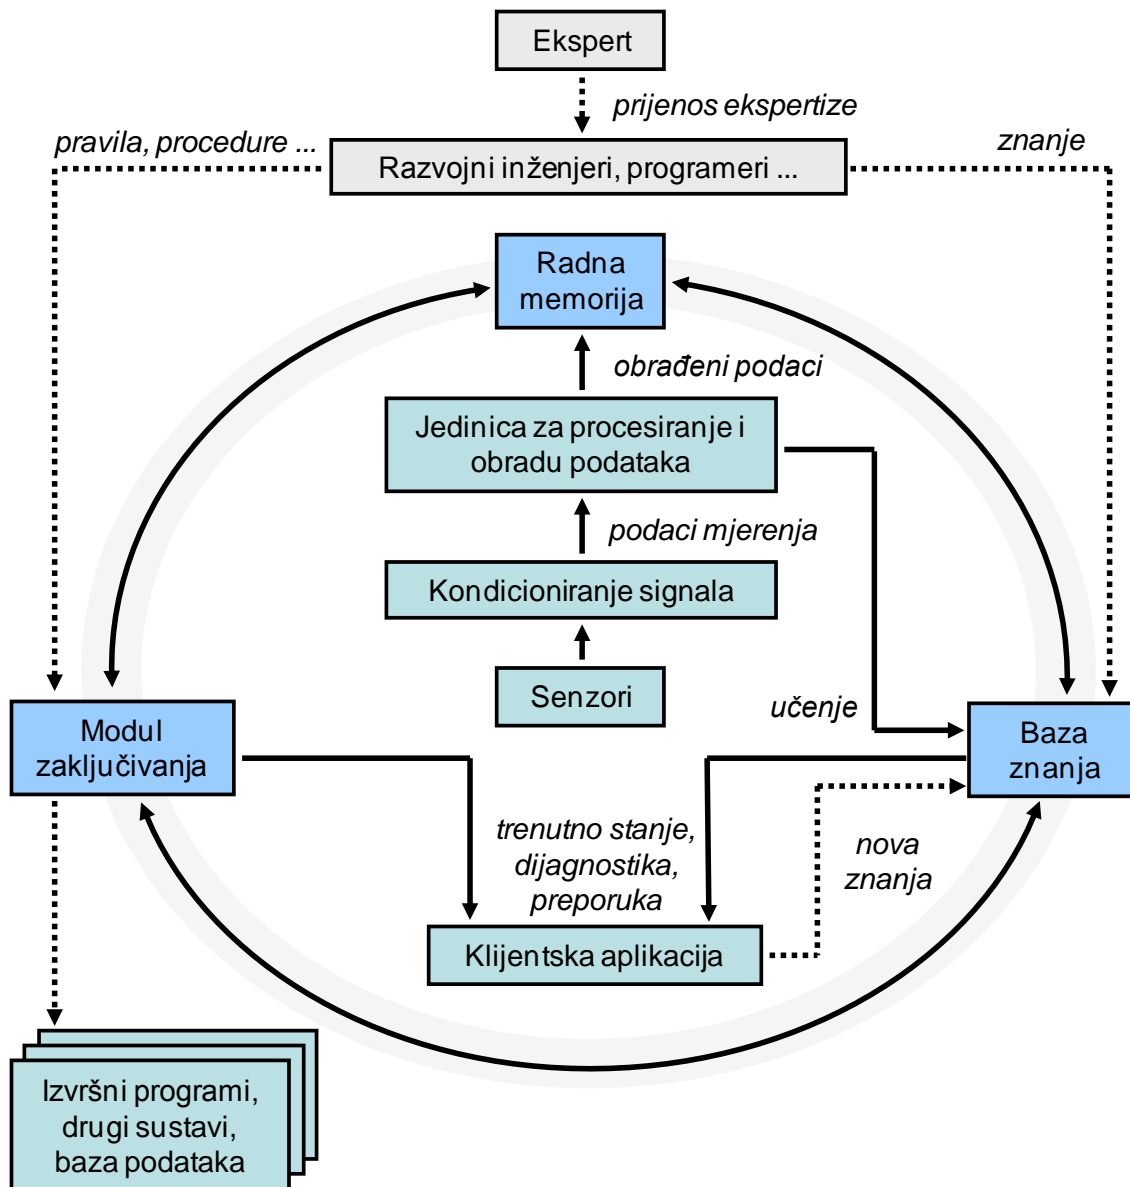 Ekspert
prijenos ekspertize
pravila, procedure ...
znanje
Razvojni inženjeri, programeri ...
Radna
memorija
obrađeni podaci
Jedinica za procesiranje i
obradu podataka
podaci mjerenja
Kondicioniranje signala
Senzori
učenje
Modul
zaključivanja
Baza
znanja
trenutno stanje,
dijagnostika,
preporuka
nova
znanja
Klijentska aplikacija
Izvršni programi,
drugi sustavi,
baza podataka